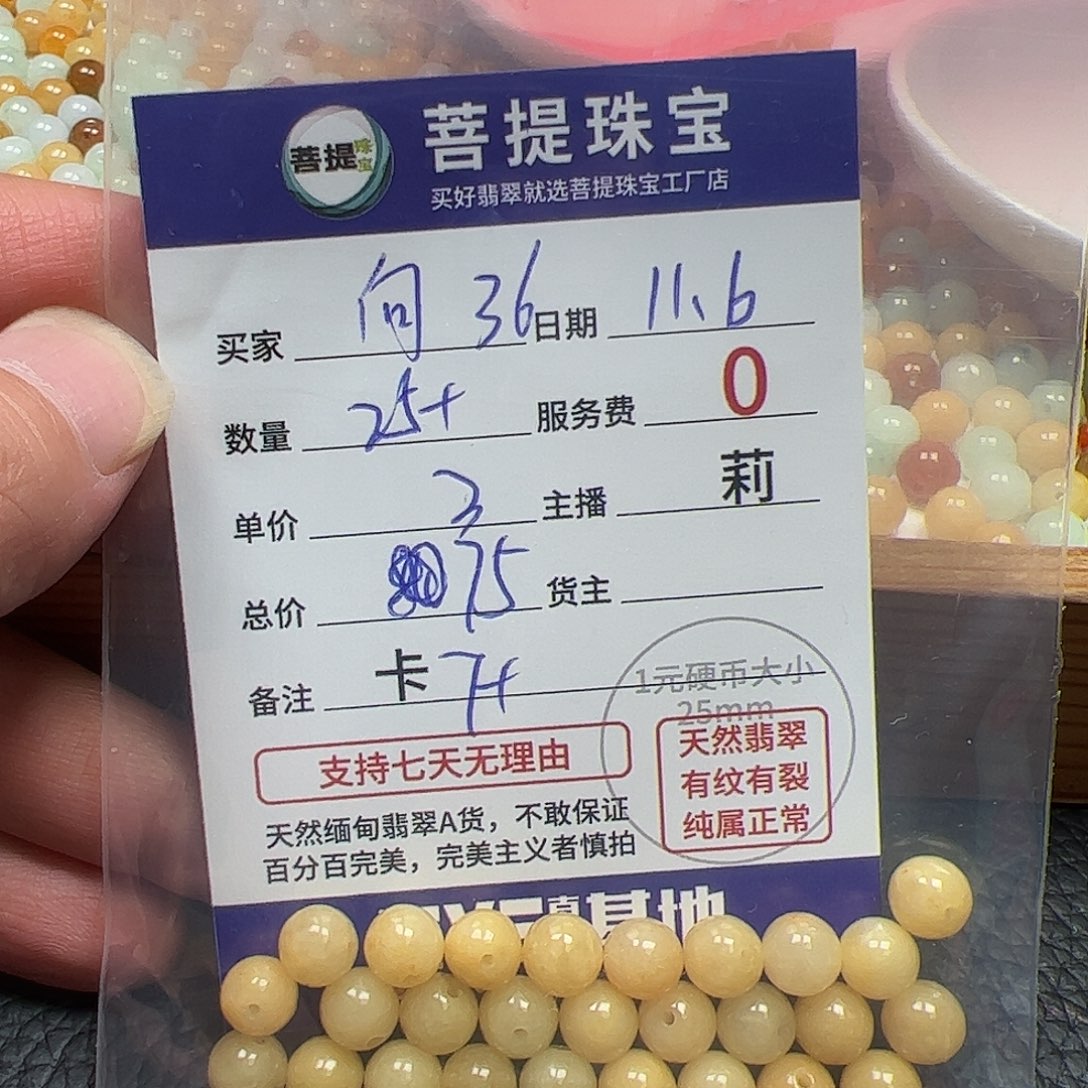 菩提珠宝
菩提珠宝
买好翡翠就选菩提珠宝工厂店
买家 向 36 日期 11.6
数量 25+ 服务费 0
单价 3 主播 莉
总价 75 货主
备注 卡 7+
1元硬币大小
25mm
支持七天无理由
天然翡翠
有纹有裂
纯属正常
天然缅甸翡翠A货，不敢保证
百分百完美，完美主义者慎拍
基地